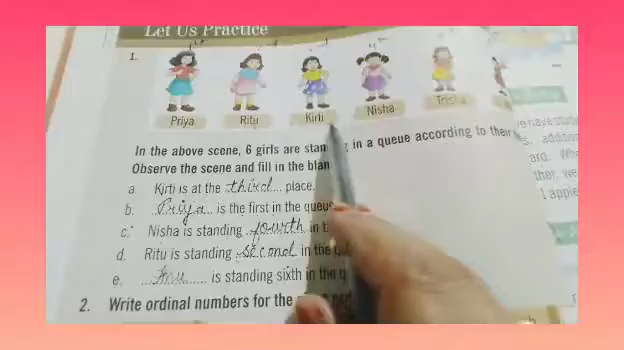 Let Us Practice
1.
Priya Ritu Kirti Nisha Trisha
In the above scene, 6 girls are in a queue according to their
Observe the scene and fill in the
a. Kirti is at the third place.
b. Priya is the first in the queue
c. Nisha is standing fourth in
d. Ritu is standing second in the
e. is standing sixth in the
2. Write ordinal numbers for the